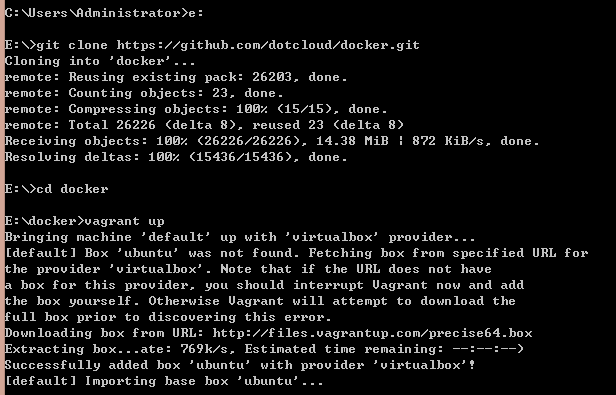 C:\Users\Administrator>e:
E:\>git clone https://github.com/dotcloud/docker.git
Cloning into 'docker'...
remote: Reusing existing pack: 26203, done.
remote: Counting objects: 23, done.
remote: Compressing objects: 100% (15/15), done.
remote: Total 26226 (delta 8), reused 23 (delta 8)
Receiving objects: 100% (26226/26226), 14.38 MiB | 872 KiB/s, done.
Resolving deltas: 100% (15436/15436), done.
E:\>cd docker
E:\docker>vagrant up
Bringing machine 'default' up with 'virtualbox' provider...
[default] Box 'ubuntu' was not found. Fetching box from specified URL for
the provider 'virtualbox'. Note that if the URL does not have
a box for this provider, you should interrupt Vagrant now and add
the box yourself. Otherwise Vagrant will attempt to download the
full box prior to discovering this error.
Downloading box from URL: http://files.vagrantup.com/precise64.box
Extracting box...ate: 769k/s, Estimated time remaining: --:--:--)
Successfully added box 'ubuntu' with provider 'virtualbox'!
[default] Importing base box 'ubuntu'...